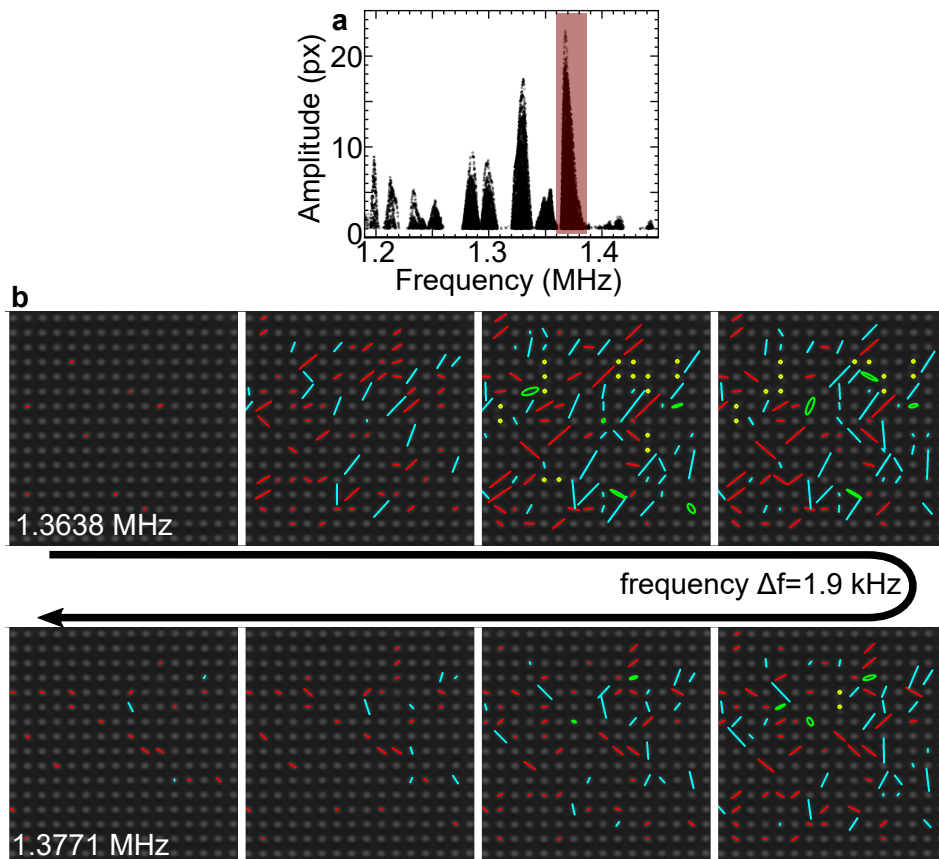 a
Amplitude (px)
20
10
0
1.2
1.3
1.4
Frequency (MHz)
b
1.3638 MHz
frequency Δf=1.9 kHz
1.3771 MHz